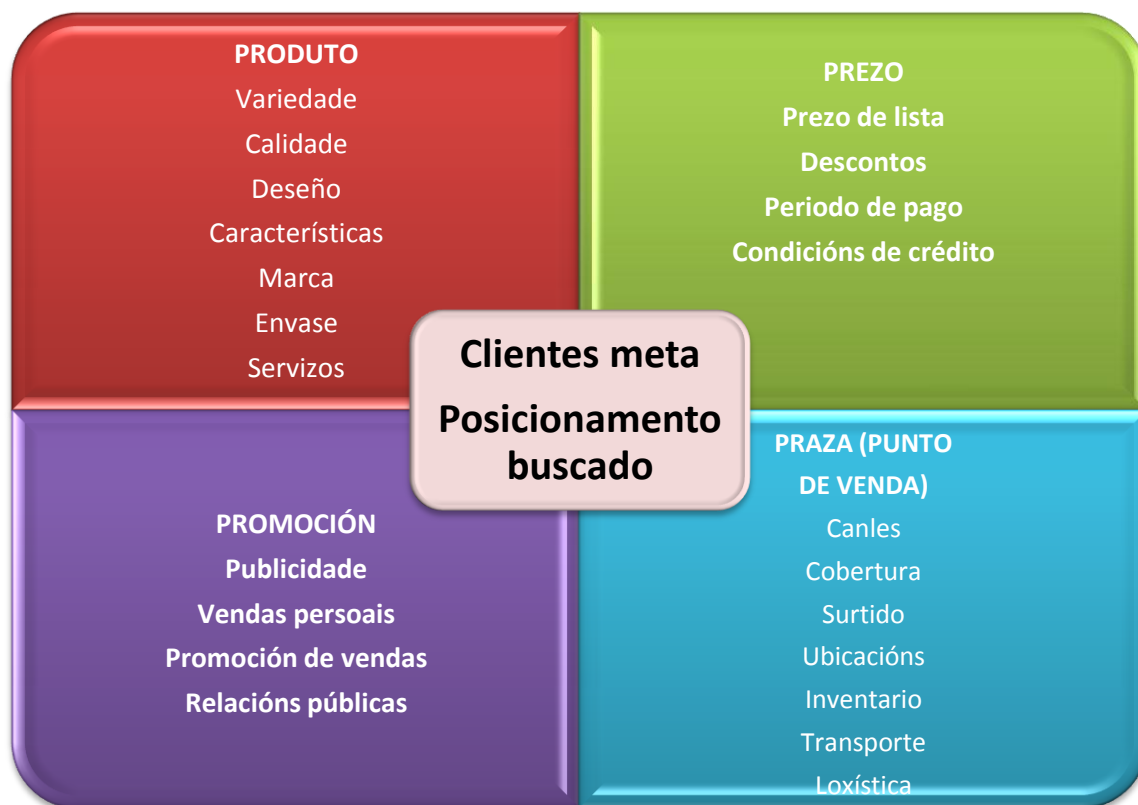 PRODUTO
Variedade
Calidade
Deseño
Características
Marca
Envase
Servizos
PREZO
Prezo de lista
Descontos
Periodo de pago
Condicións de crédito
Clientes meta
Posicionamento
buscado
PROMOCIÓN
Publicidade
Vendas persoais
Promoción de vendas
Relacións públicas
PRAZA (PUNTO
DE VENDA)
Canles
Cobertura
Surtido
Ubicacións
Inventario
Transporte
Loxística